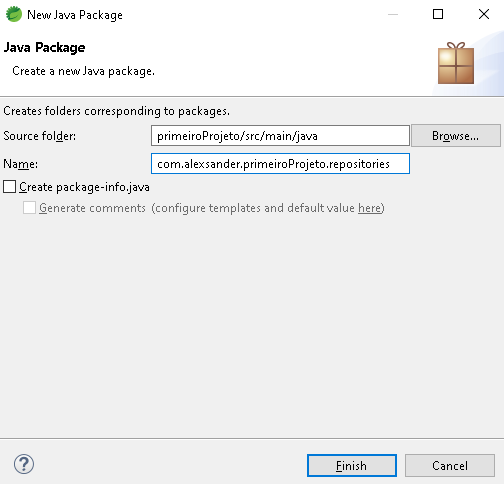 New Java Package
Java Package
Create a new Java package.
Creates folders corresponding to packages.
Source folder: primeiroProjeto/src/main/java Browse...
Name: com.alexsander.primeiroProjeto.repositories
Create package-info.java
Generate comments (configure templates and default value here)
? Finish Cancel